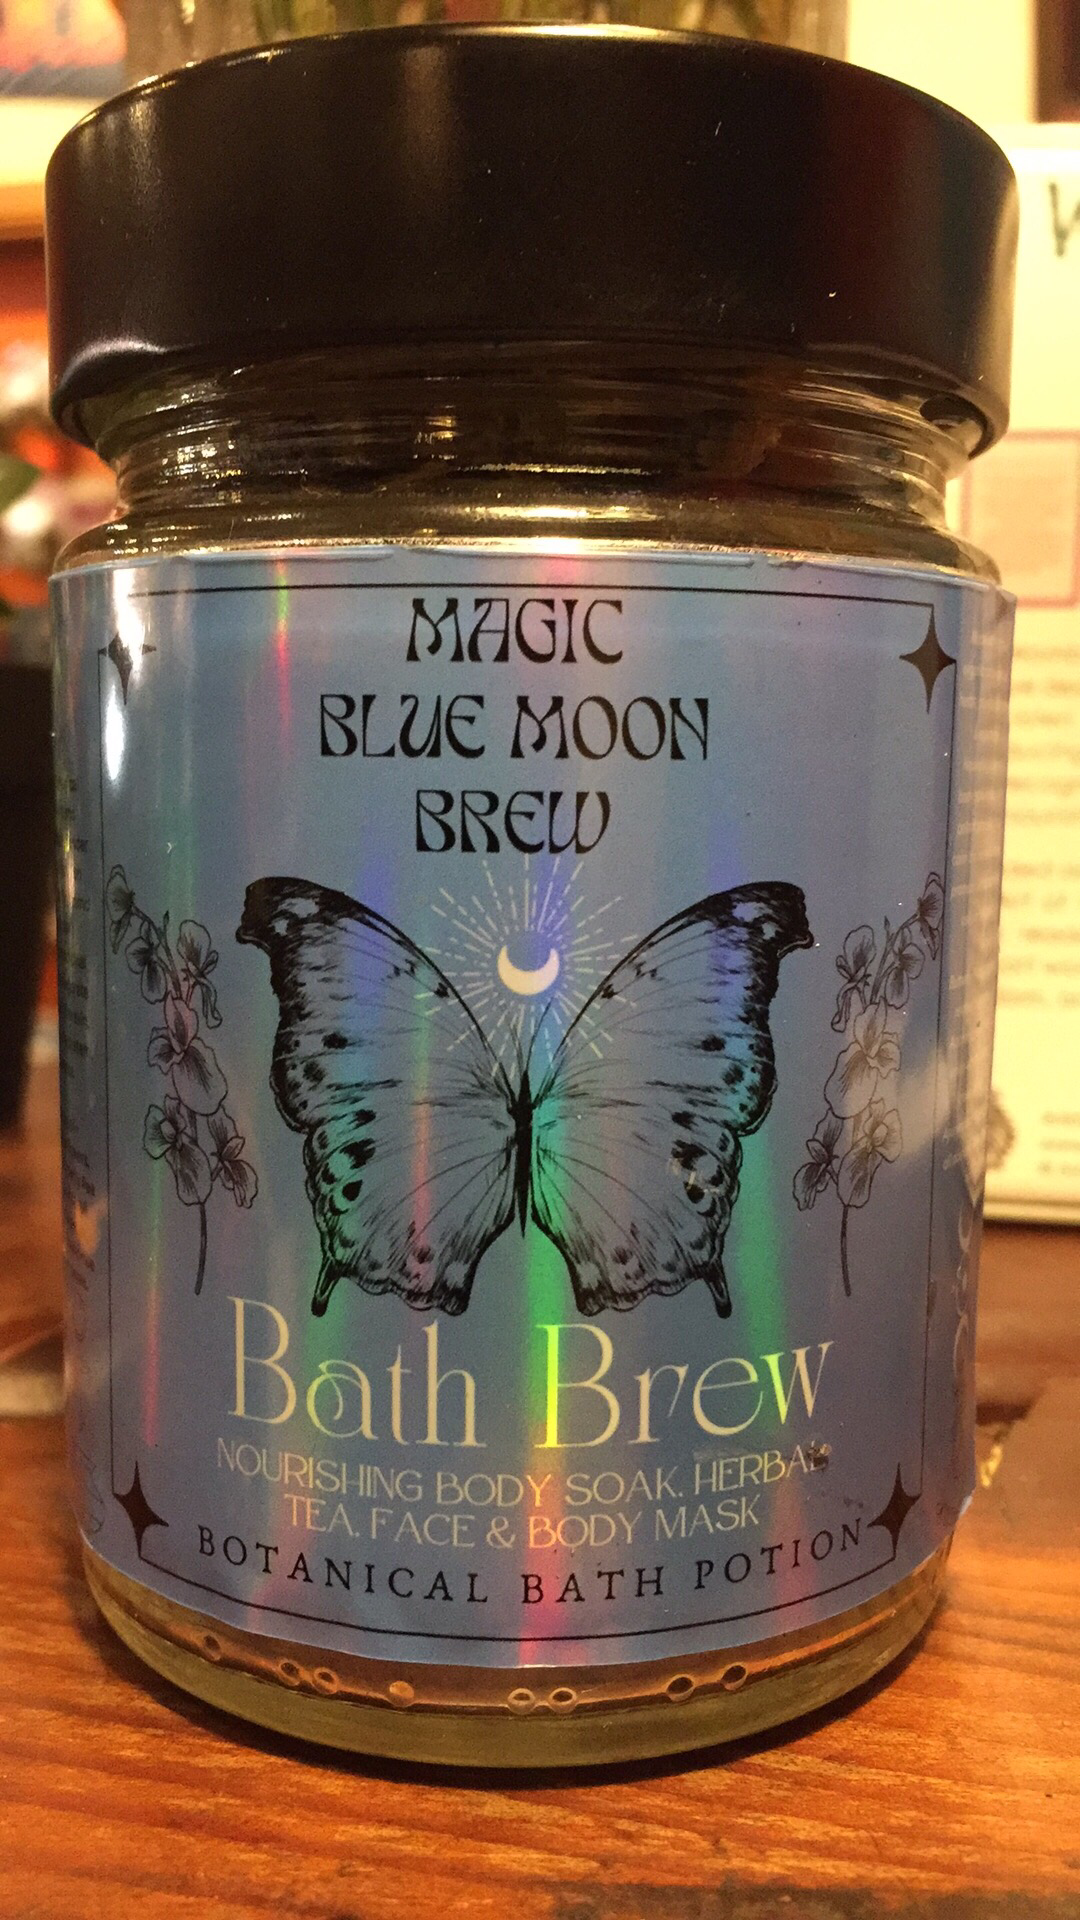 MAGIC
BLUE MOON
BREW
Bath Brew
NOURISHING BODY SOAK. HERBAL
TEA. FACE & BODY MASK
BOTANICAL BATH POTION